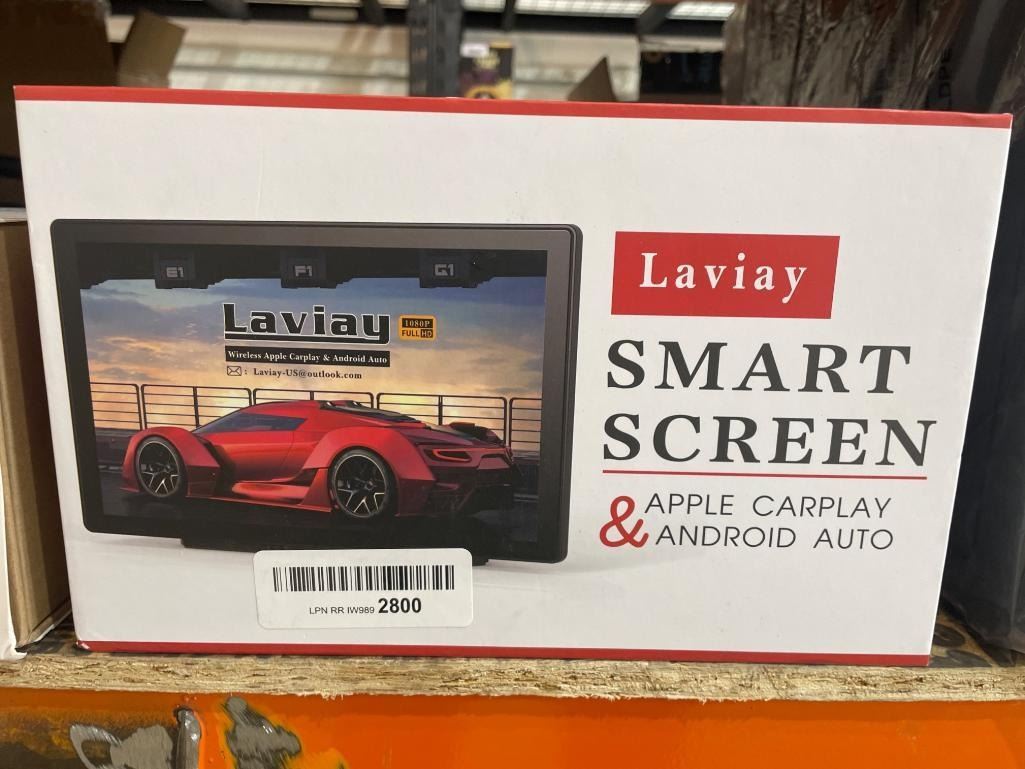 E1 F1 G1
Laviay
1080P
FULL HD
Wireless Apple Carplay & Android Auto
: Laviay-US@outlook.com
Laviay
SMART
SCREEN
& APPLE CARPLAY
ANDROID AUTO
LPN RR IW989 2800